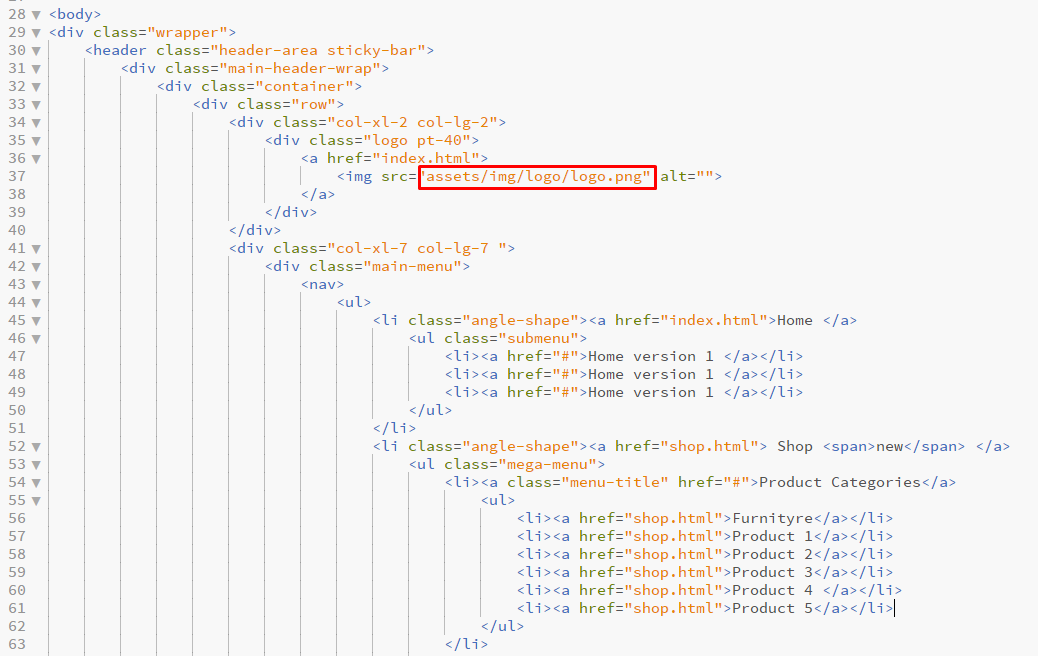 28 <body>
29 <div class="wrapper">
30 <header class="header-area sticky-bar">
31 <div class="main-header-wrap">
32 <div class="container">
33 <div class="row">
34 <div class="col-xl-2 col-lg-2">
35 <div class="logo pt-40">
36 <a href="index.html">
37 <img src="assets/img/logo/logo.png" alt="">
38 </a>
39 </div>
40 </div>
41 <div class="col-xl-7 col-lg-7 ">
42 <div class="main-menu">
43 <nav>
44 <ul>
45 <li class="angle-shape"><a href="index.html">Home </a>
46 <ul class="submenu">
47 <li><a href="#">Home version 1 </a></li>
48 <li><a href="#">Home version 1 </a></li>
49 <li><a href="#">Home version 1 </a></li>
50 </ul>
51 </li>
52 <li class="angle-shape"><a href="shop.html"> Shop <span>new</span> </a>
53 <ul class="mega-menu">
54 <li><a class="menu-title" href="#">Product Categories</a>
55 <ul>
56 <li><a href="shop.html">Furnityre</a></li>
57 <li><a href="shop.html">Product 1</a></li>
58 <li><a href="shop.html">Product 2</a></li>
59 <li><a href="shop.html">Product 3</a></li>
60 <li><a href="shop.html">Product 4 </a></li>
61 <li><a href="shop.html">Product 5</a></li>
62 </ul>
63 </li>